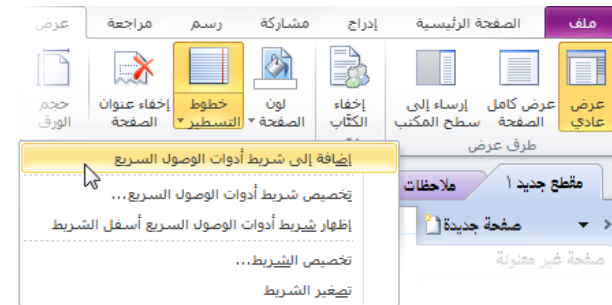 ملف الصفحة الرئيسية إدراج مشاركة رسم مراجعة عرض
عرض عادي
عرض كامل الصفحة
إرساء إلى سطح المكتب
إخفاء الكتّاب
لون الصفحة
خطوط التسطير
إخفاء عنوان الصفحة
حجم الورق
طرق عرض
إضافة إلى شريط أدوات الوصول السريع
تخصيص شريط أدوات الوصول السريع...
إظهار شريط أدوات الوصول السريع أسفل الشريط
تخصيص الشريط...
تصغير الشريط
مقطع جديد ١ ملاحظات
صفحة جديدة
صفحة غير معنونة